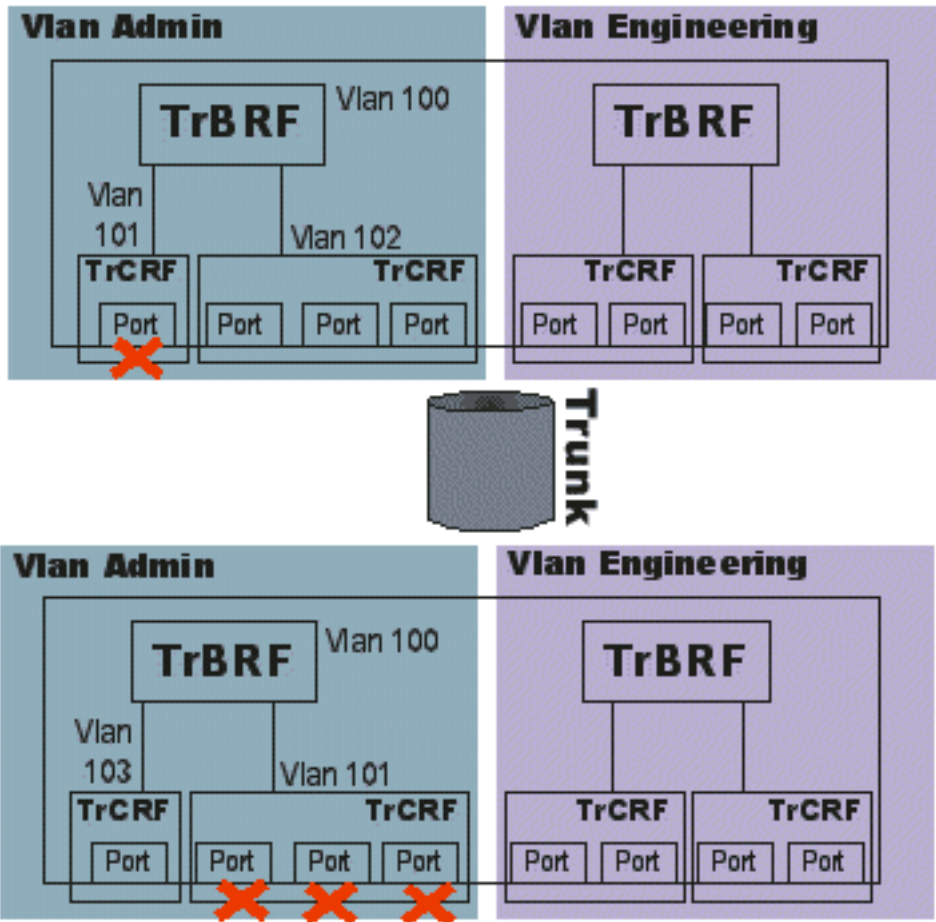 Vlan Admin
Vlan Engineering
TrBRF
Vlan 100
TrBRF
Vlan
101
Vlan 102
TrCRF
TrCRF
TrCRF
TrCRF
Port
Port
Port
Port
Port
Port
Port
Port
Trunk
Vlan Admin
Vlan Engineering
TrBRF
Vlan 100
TrBRF
Vlan
103
Vlan 101
TrCRF
TrCRF
TrCRF
TrCRF
Port
Port
Port
Port
Port
Port
Port
Port